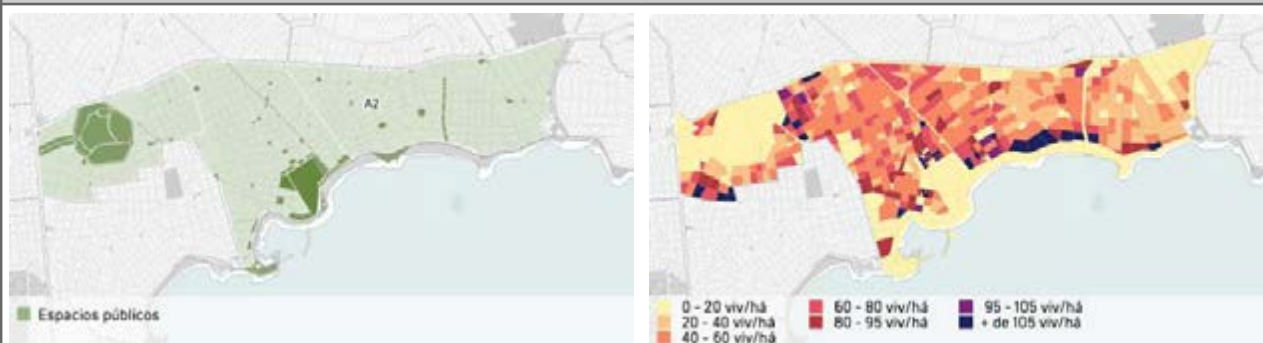 A2
Espacios públicos
0 - 20 viv/há
20 - 40 viv/há
40 - 60 viv/há
60 - 80 viv/há
80 - 95 viv/há
95 - 105 viv/há
+ de 105 viv/há